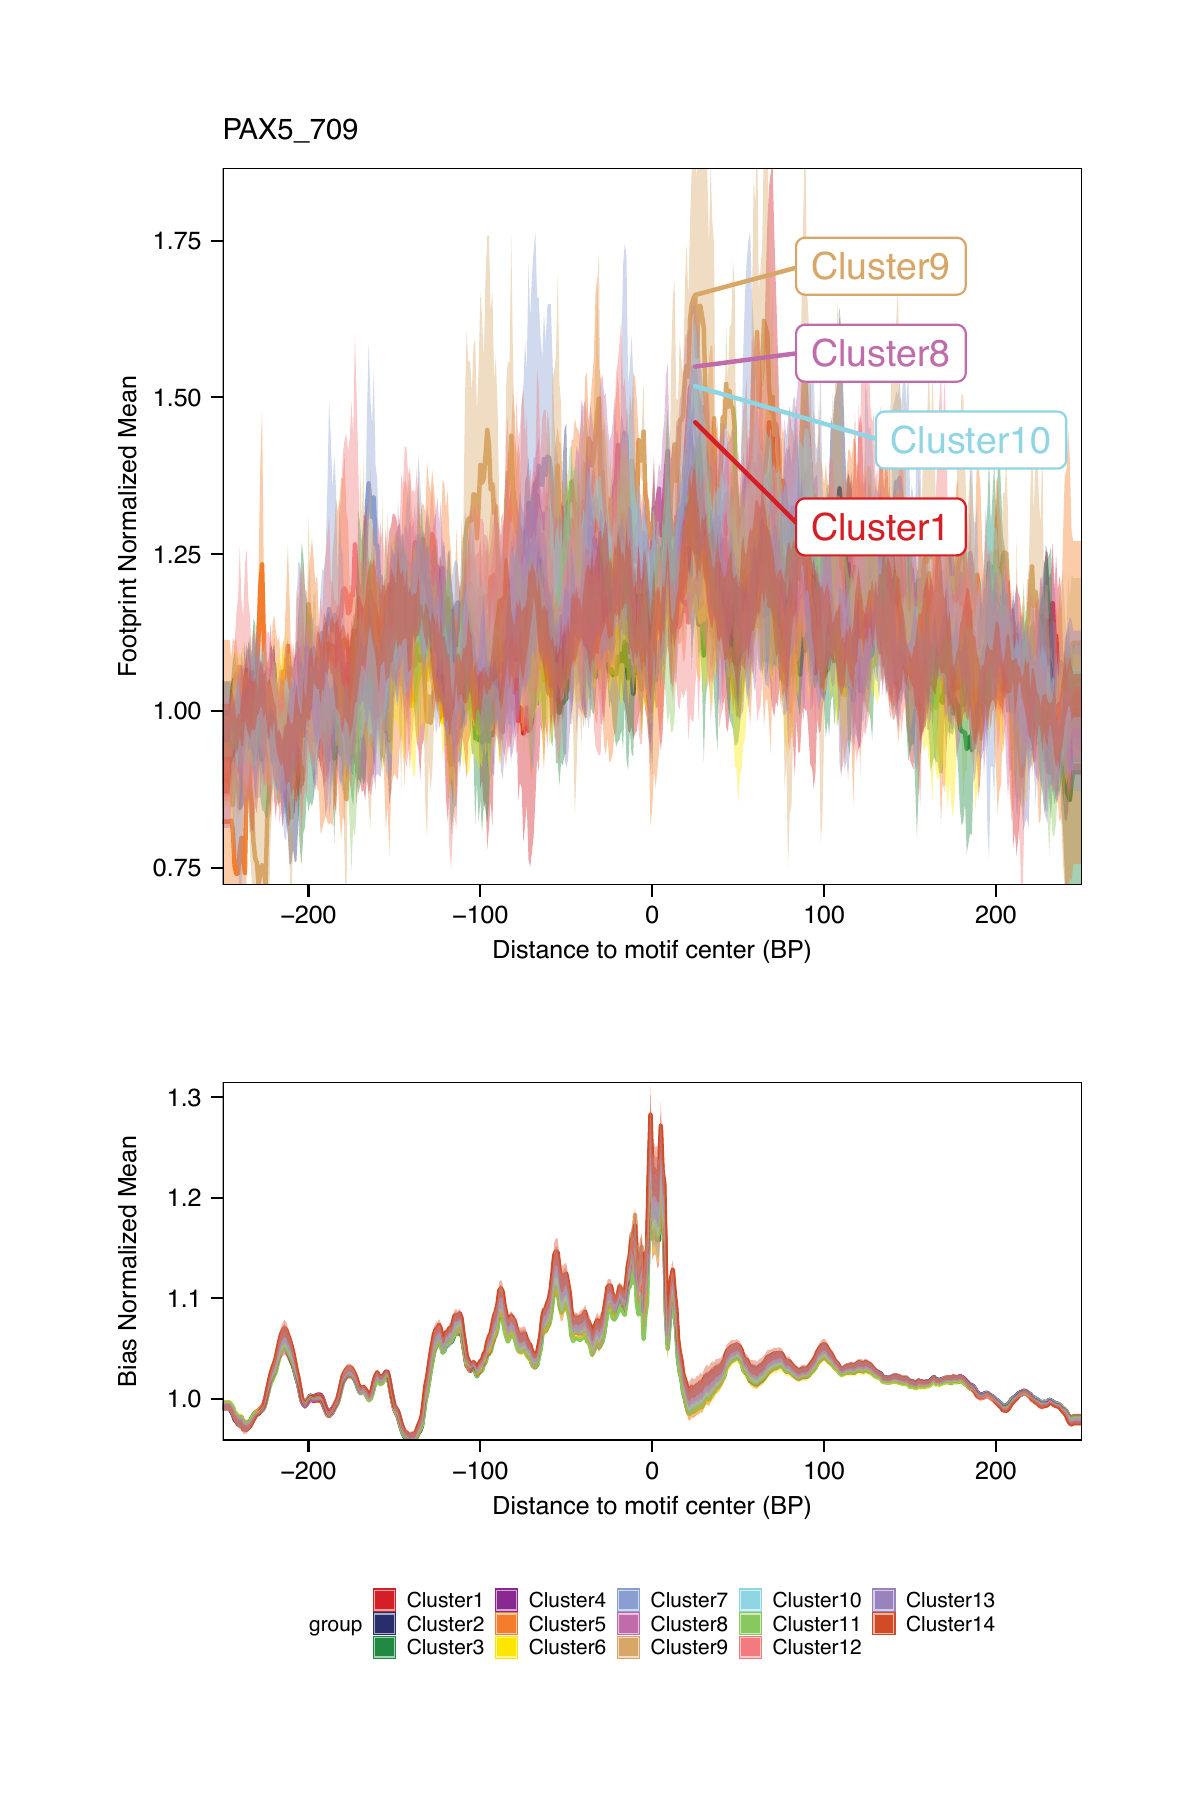 PAX5_709
Footprint Normalized Mean
1.75
1.50
1.25
1.00
0.75
Cluster9
Cluster8
Cluster10
Cluster1
−200 −100 0 100 200
Distance to motif center (BP)
Bias Normalized Mean
1.3
1.2
1.1
1.0
−200 −100 0 100 200
Distance to motif center (BP)
group
Cluster1 Cluster4 Cluster7 Cluster10 Cluster13
Cluster2 Cluster5 Cluster8 Cluster11 Cluster14
Cluster3 Cluster6 Cluster9 Cluster12